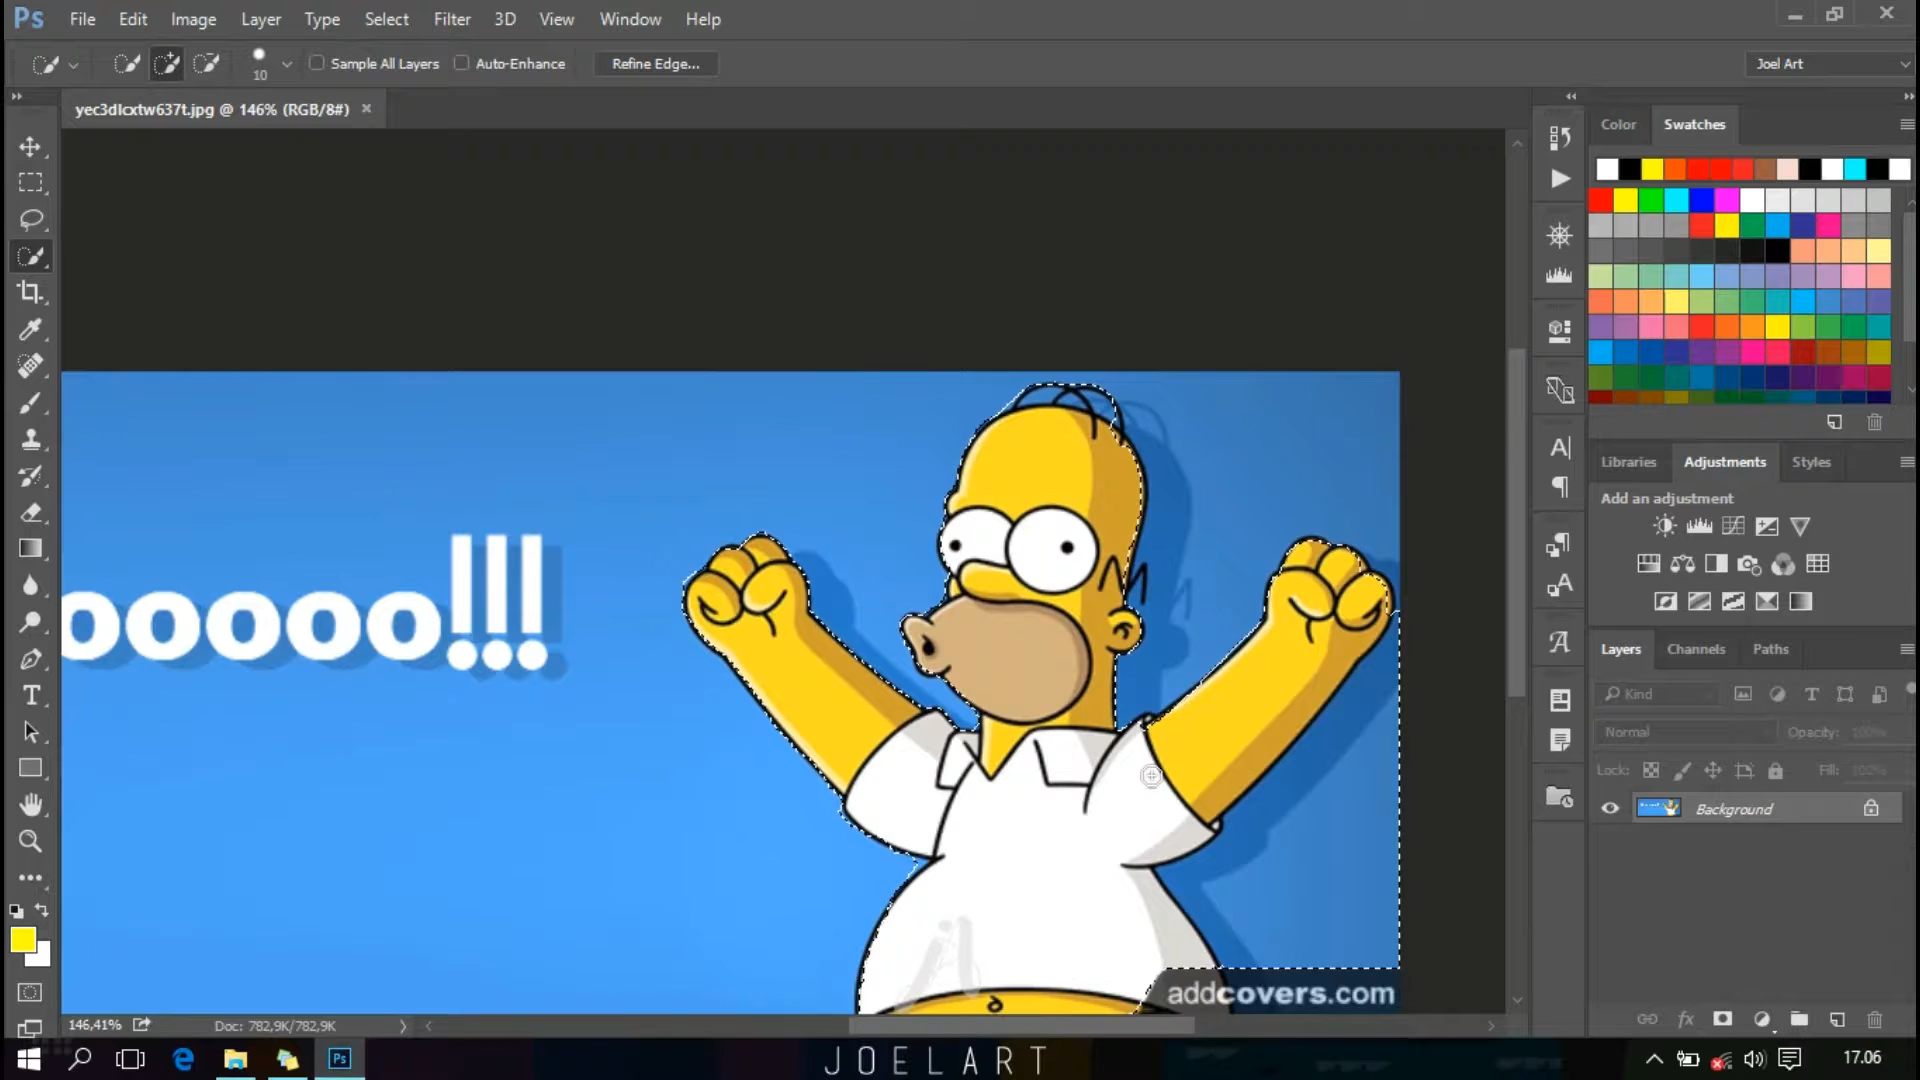 Ps File Edit Image Layer Type Select Filter 3D View Window Help
10 Sample All Layers Auto-Enhance Refine Edge... Joel Art
yec3dlcxtw637t.jpg @ 146% (RGB/8#) ×
Color Swatches
Libraries Adjustments Styles
Add an adjustment
ooooo!!!
Layers Channels Paths
Kind
Normal Opacity: 100%
Lock: Fill: 100%
Background
addcovers.com
146,41% Doc: 782,9K/782,9K
Ps JOELART 17.06